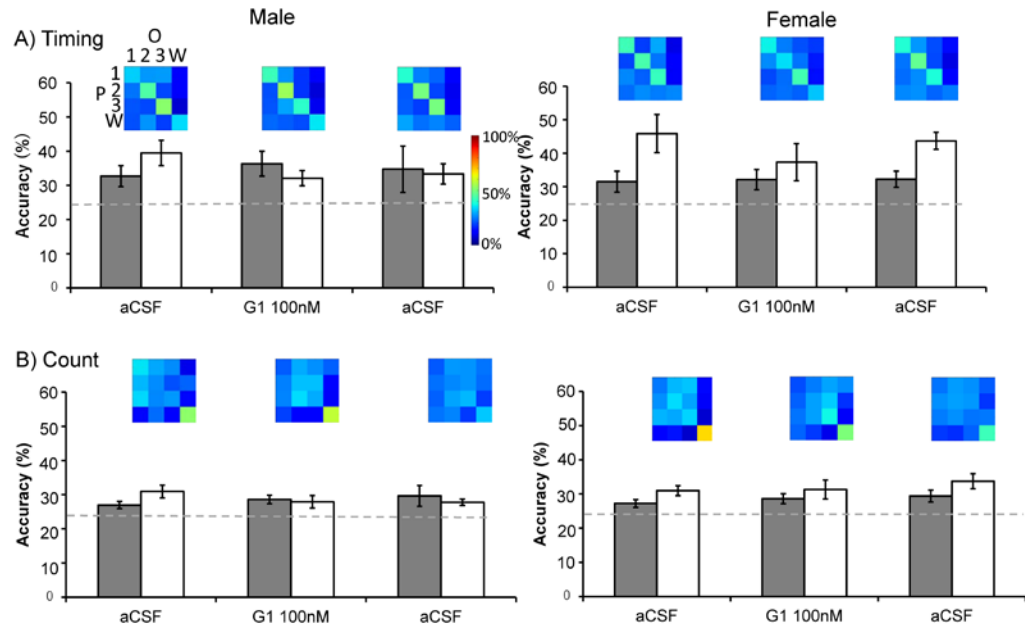 Male
Female
A) Timing
O
1 2 3 W
P
1
2
3
W
100%
50%
0%
Accuracy (%)
60
50
40
30
20
10
0
aCSF
G1 100nM
aCSF
Accuracy (%)
60
50
40
30
20
10
0
aCSF
G1 100nM
aCSF
B) Count
Accuracy (%)
60
50
40
30
20
10
0
aCSF
G1 100nM
aCSF
Accuracy (%)
60
50
40
30
20
10
0
aCSF
G1 100nM
aCSF